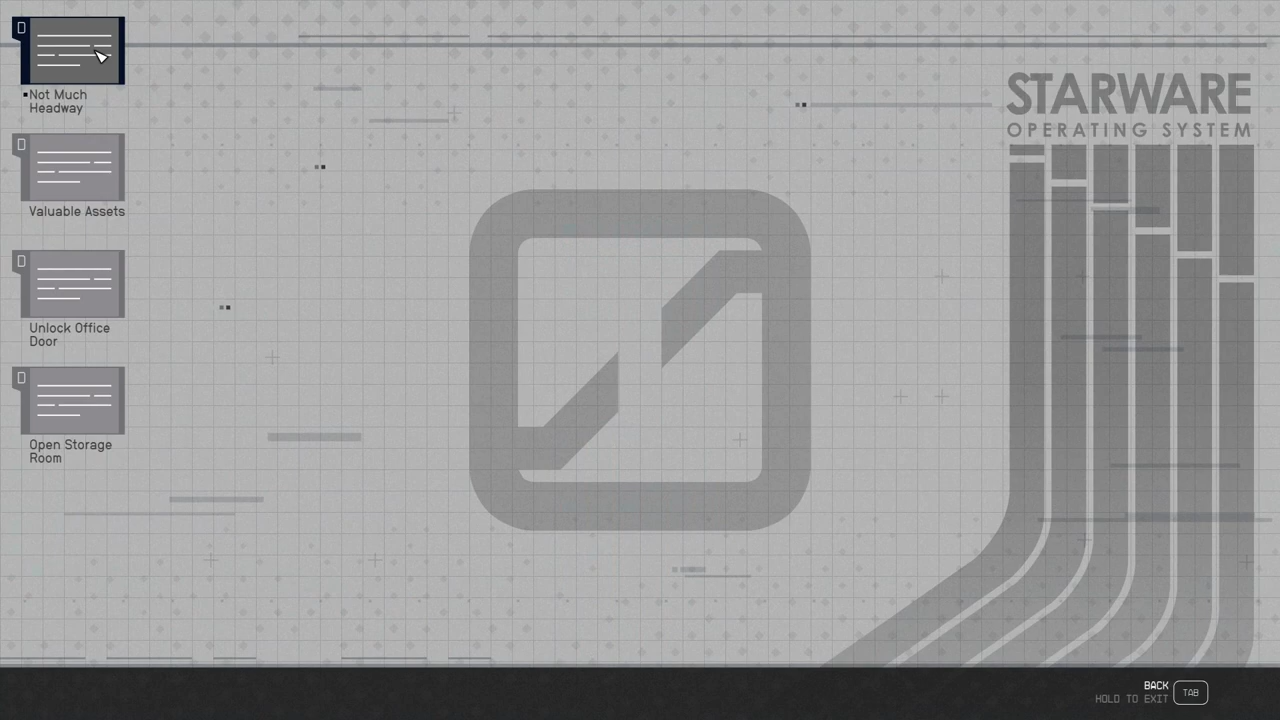 Not Much
Headway
Valuable Assets
Unlock Office
Door
Open Storage
Room
STARWARE
OPERATING SYSTEM
BACK
HOLD TO EXIT
TAB